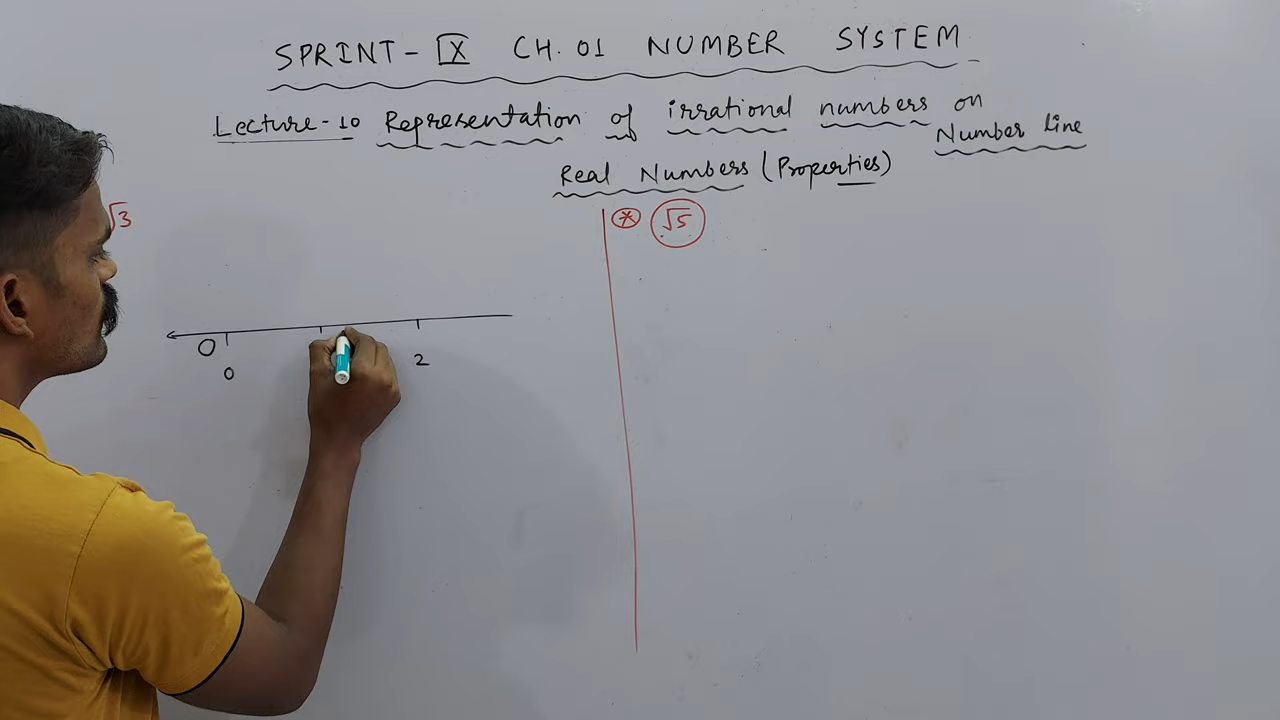 SPRINT-IX CH.01 NUMBER SYSTEM
Lecture-10 Representation of irrational numbers on
Number line
Real Numbers (Properties)
√3
* √5
O
0 2